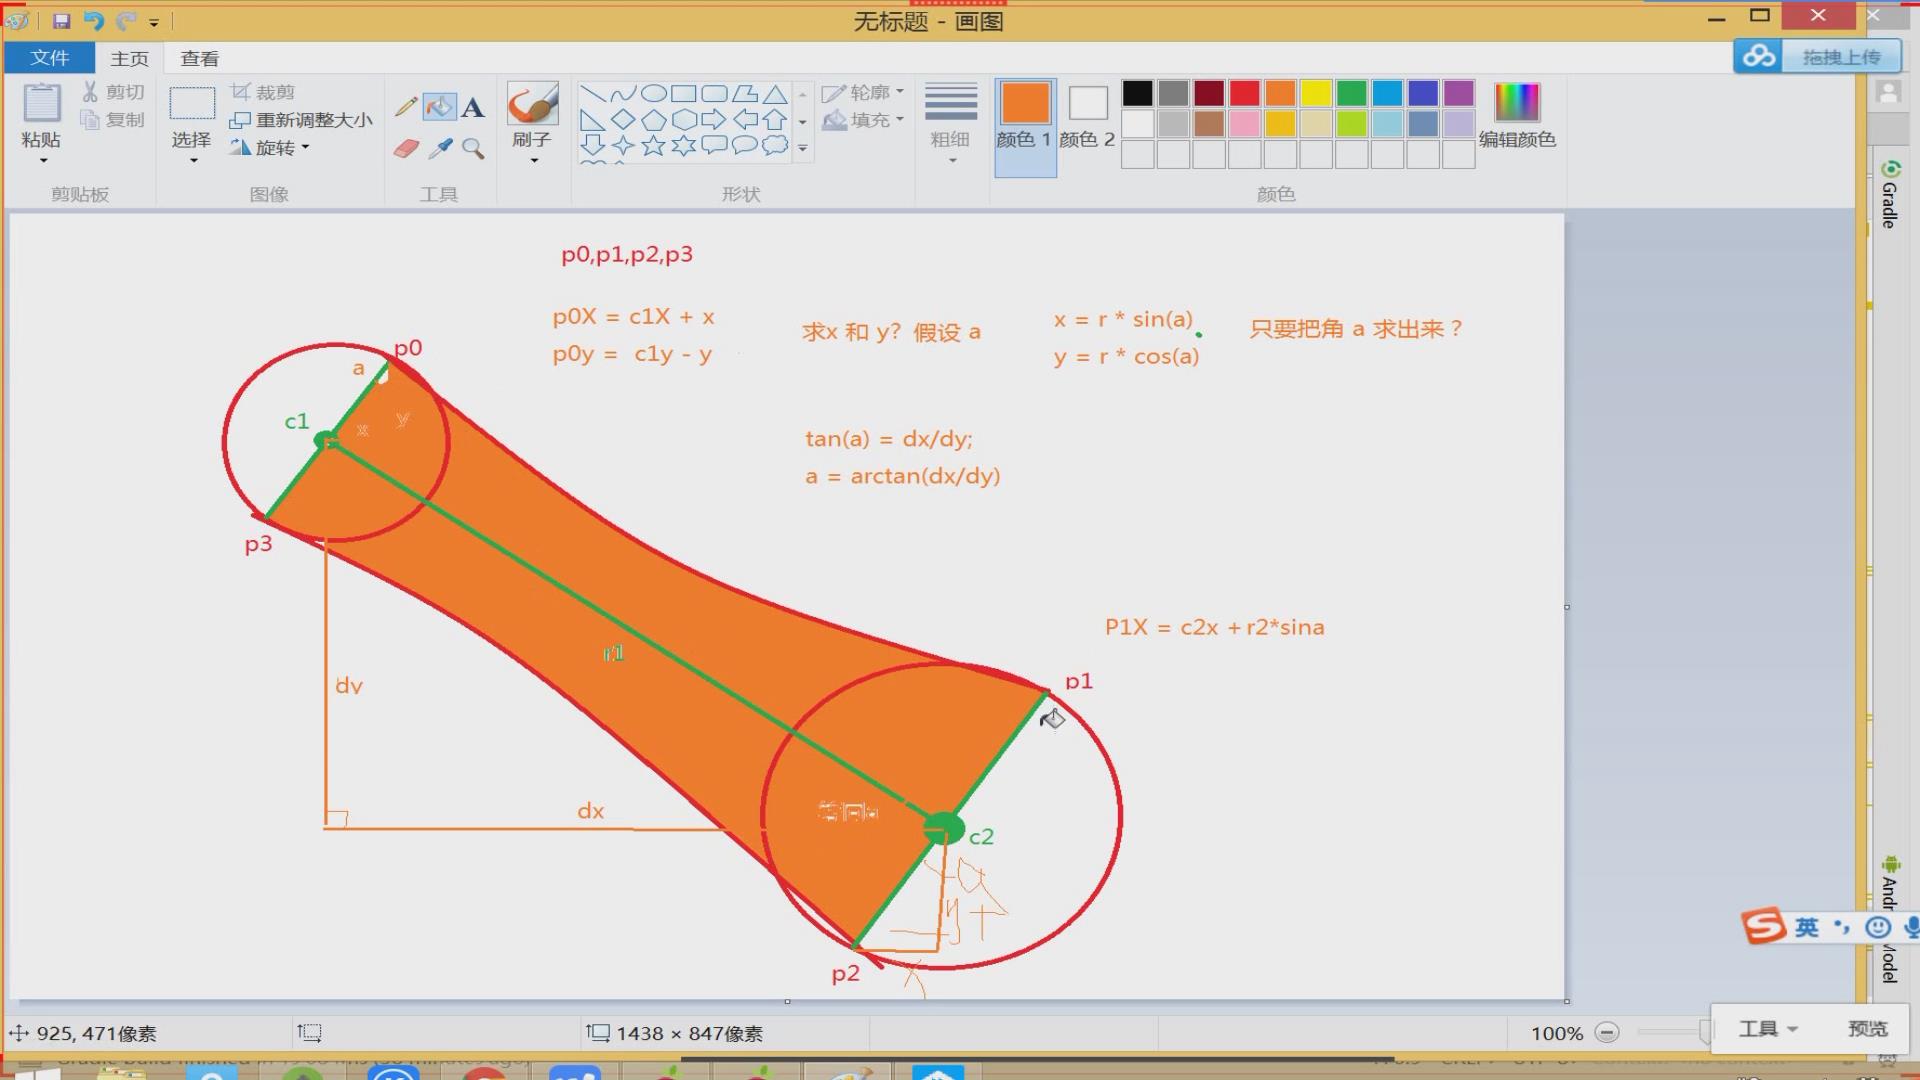 无标题 - 画图
文件
主页
查看
拖拽上传
粘贴
剪切
复制
剪贴板
选择
裁剪
重新调整大小
旋转
图像
A
工具
刷子
轮廓
填充
形状
粗细
颜色 1
颜色 2
编辑颜色
颜色
Gradle
p0,p1,p2,p3
p0X = c1X + x
p0y = c1y - y
求x 和 y？假设 a
x = r * sin(a)
y = r * cos(a)
只要把角 a 求出来？
p0
a
c1
x
y
tan(a) = dx/dy;
a = arctan(dx/dy)
p3
P1X = c2x + r2*sina
r1
dy
p1
dx
c2
p2
x
英
Model
925, 471像素
1438 × 847像素
100%
工具
预览